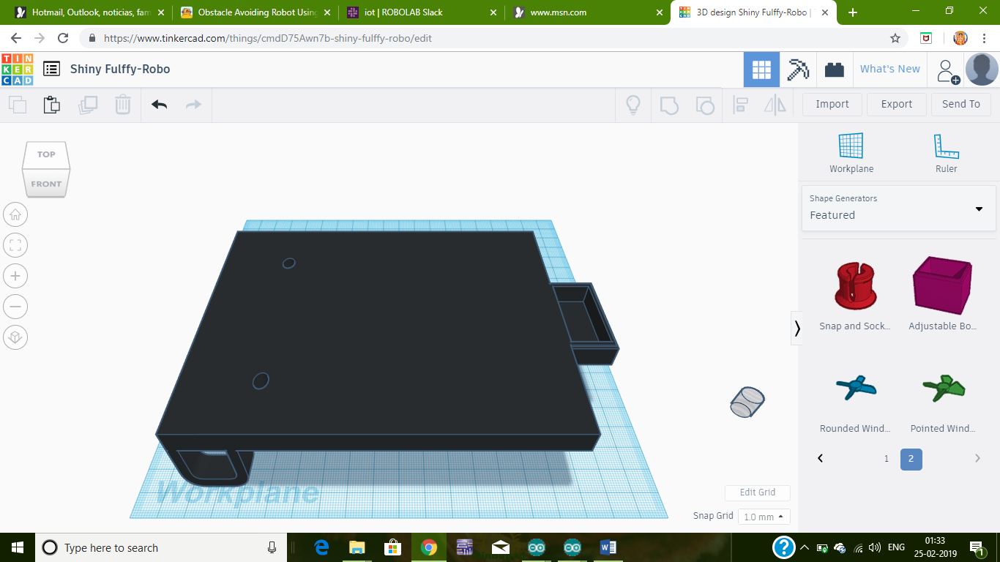 Hotmail, Outlook, noticias, fam
Obstacle Avoiding Robot Using
iot | ROBOLAB Slack
www.msn.com
3D design Shiny Fulffy-Robo |
https://www.tinkercad.com/things/cmdD75Awn7b-shiny-fulffy-robo/edit
TIN
KER
CAD
Shiny Fulffy-Robo
What's New
Import
Export
Send To
TOP
FRONT
Workplane
Ruler
Shape Generators
Featured
Snap and Sock...
Adjustable Bo...
Rounded Wind...
Pointed Wind...
1
2
Workplane
Edit Grid
Snap Grid
1.0 mm
Type here to search
ENG
01:33
25-02-2019
1